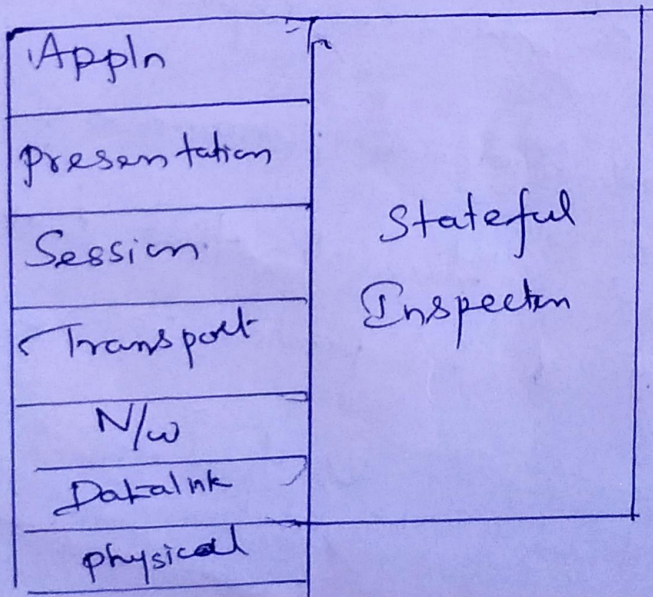 Appln
Presentation
Session
Transport
N/w
Datalink
physical
Stateful
Inspection